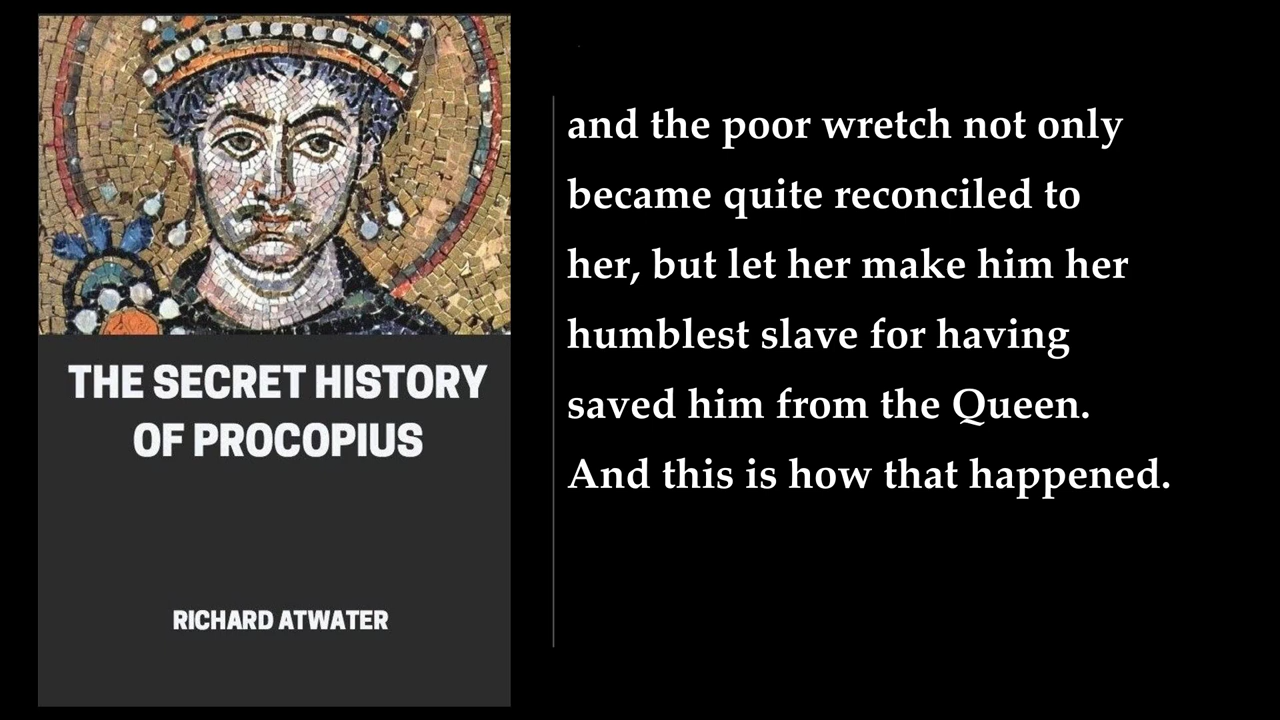 THE SECRET HISTORY
OF PROCOPIUS
RICHARD ATWATER
and the poor wretch not only
became quite reconciled to
her, but let her make him her
humblest slave for having
saved him from the Queen.
And this is how that happened.